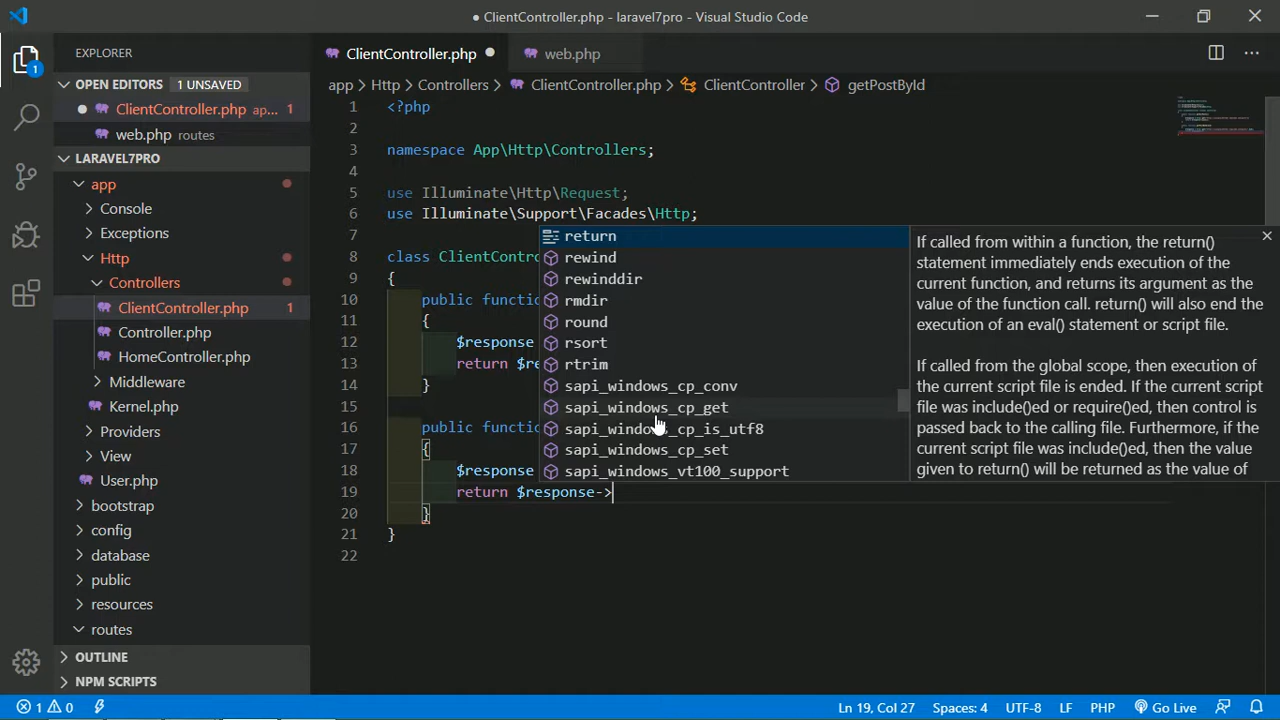 ● ClientController.php - laravel7pro - Visual Studio Code
EXPLORER
1
OPEN EDITORS 1 UNSAVED
ClientController.php ap... 1
web.php routes
LARAVEL7PRO
app
Console
Exceptions
Http
Controllers
ClientController.php 1
Controller.php
HomeController.php
Middleware
Kernel.php
Providers
View
User.php
bootstrap
config
database
public
resources
routes
OUTLINE
NPM SCRIPTS
ClientController.php ● web.php
app > Http > Controllers > ClientController.php > ClientController > getPostById
1 <?php
2
3 namespace App\Http\Controllers;
4
5 use Illuminate\Http\Request;
6 use Illuminate\Support\Facades\Http;
7
8 class ClientContro
9 {
10 public functio
11 {
12 $response
13 return $re
14 }
15
16 public functio
17 {
18 $response
19 return $response->
20 }
21 }
22
return
rewind
rewinddir
rmdir
round
rsort
rtrim
sapi_windows_cp_conv
sapi_windows_cp_get
sapi_windows_cp_is_utf8
sapi_windows_cp_set
sapi_windows_vt100_support
If called from within a function, the return()
statement immediately ends execution of the
current function, and returns its argument as the
value of the function call. return() will also end the
execution of an eval() statement or script file.
If called from the global scope, then execution of
the current script file is ended. If the current script
file was include()ed or require()ed, then control is
passed back to the calling file. Furthermore, if the
current script file was include()ed, then the value
given to return() will be returned as the value of
1 0
Ln 19, Col 27
Spaces: 4
UTF-8
LF
PHP
Go Live